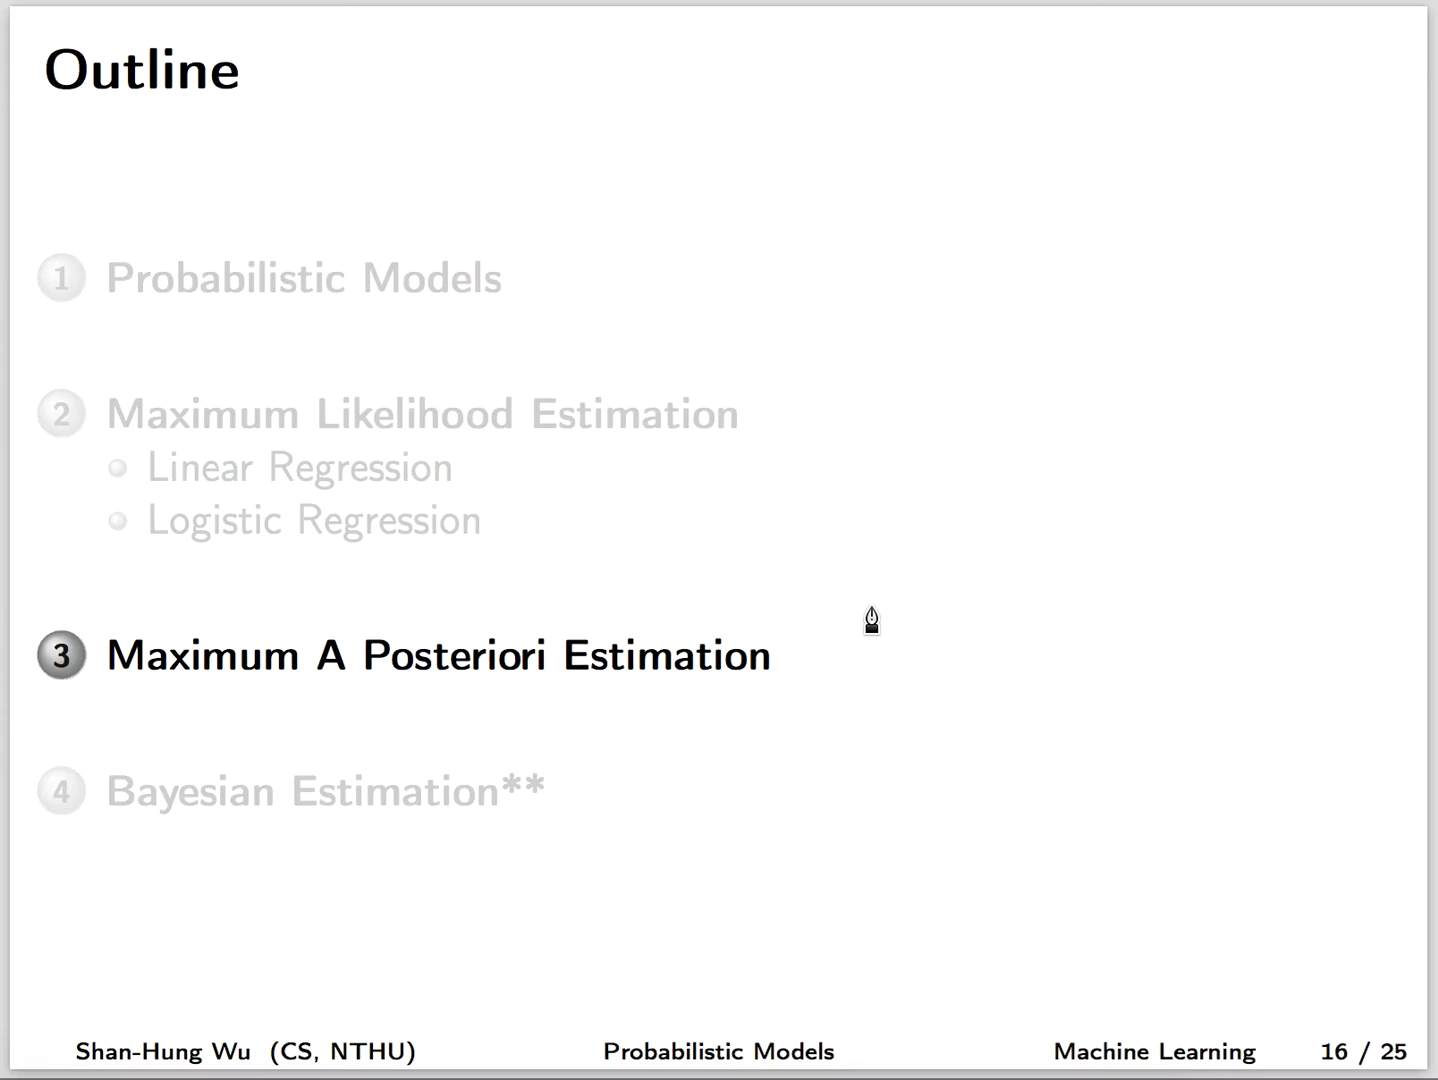 Outline
1 Probabilistic Models
2 Maximum Likelihood Estimation
Linear Regression
Logistic Regression
3 Maximum A Posteriori Estimation
4 Bayesian Estimation**
Shan-Hung Wu (CS, NTHU) Probabilistic Models Machine Learning 16 / 25